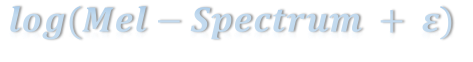 log(Mel − Spectrum + ε)